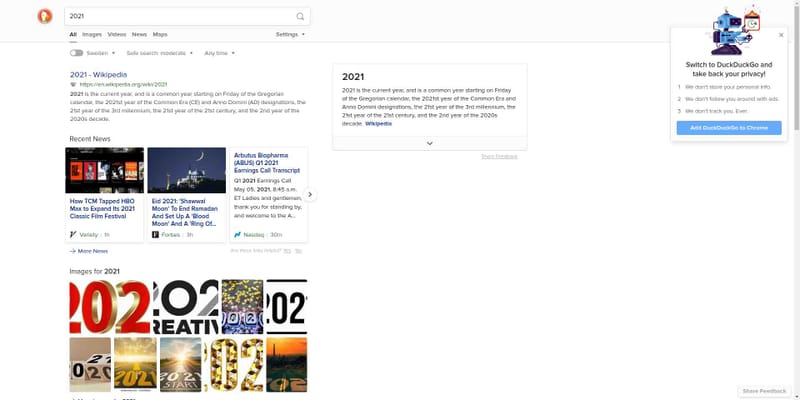 2021
All Images Videos News Maps Settings
Sweden Safe search: moderate Any time
2021 - Wikipedia
https://en.wikipedia.org/wiki/2021
2021 is the current year, and is a common year starting on Friday of the Gregorian
calendar, the 2021st year of the Common Era (CE) and Anno Domini (AD) designations, the
21st year of the 3rd millennium, the 21st year of the 21st century, and the 2nd year of the
2020s decade.
Recent News
How TCM Tapped HBO
Max to Expand Its 2021
Classic Film Festival
Variety 1h
Eid 2021: 'Shawwal
Moon' To End Ramadan
And Set Up A 'Blood
Moon' And A 'Ring Of...
Forbes 3h
Arbutus Biopharma
(ABUS) Q1 2021
Earnings Call Transcript
Q1 2021 Earnings Call
May 05, 2021, 8:45 a.m.
ET Ladies and gentlemen,
thank you for standing by,
and welcome to the A...
Nasdaq 30m
More News
Are these links helpful? Yes No
Images for 2021
2021
CREATIVE
2021
2021
2021
2021
START
2021
2021
2021 is the current year, and is a common year starting on Friday
of the Gregorian calendar, the 2021st year of the Common Era and
Anno Domini designations, the 21st year of the 3rd millennium, the
21st year of the 21st century, and the 2nd year of the 2020s
decade. Wikipedia
Share Feedback
Switch to DuckDuckGo and
take back your privacy!
1 We don't store your personal info.
2 We don't follow you around with ads.
3 We don't track you. Ever.
Add DuckDuckGo to Chrome
Share Feedback